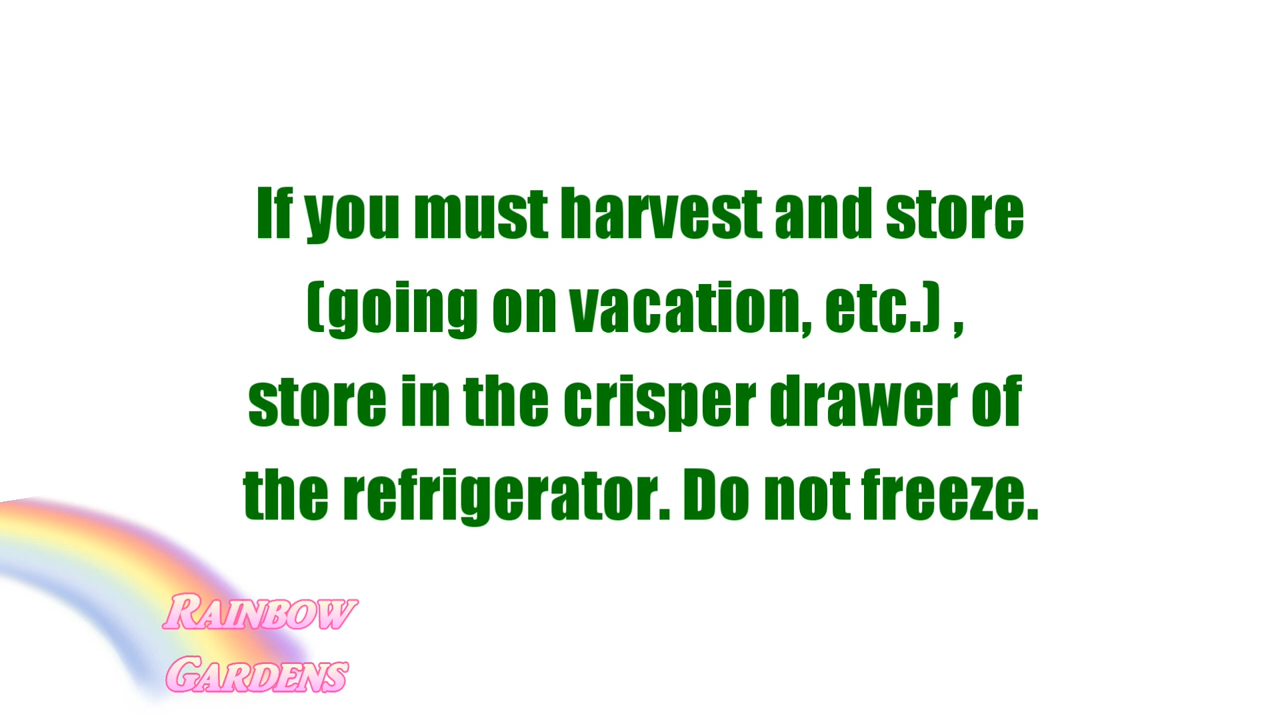 If you must harvest and store
(going on vacation, etc.) ,
store in the crisper drawer of
the refrigerator. Do not freeze.
RAINBOW
GARDENS